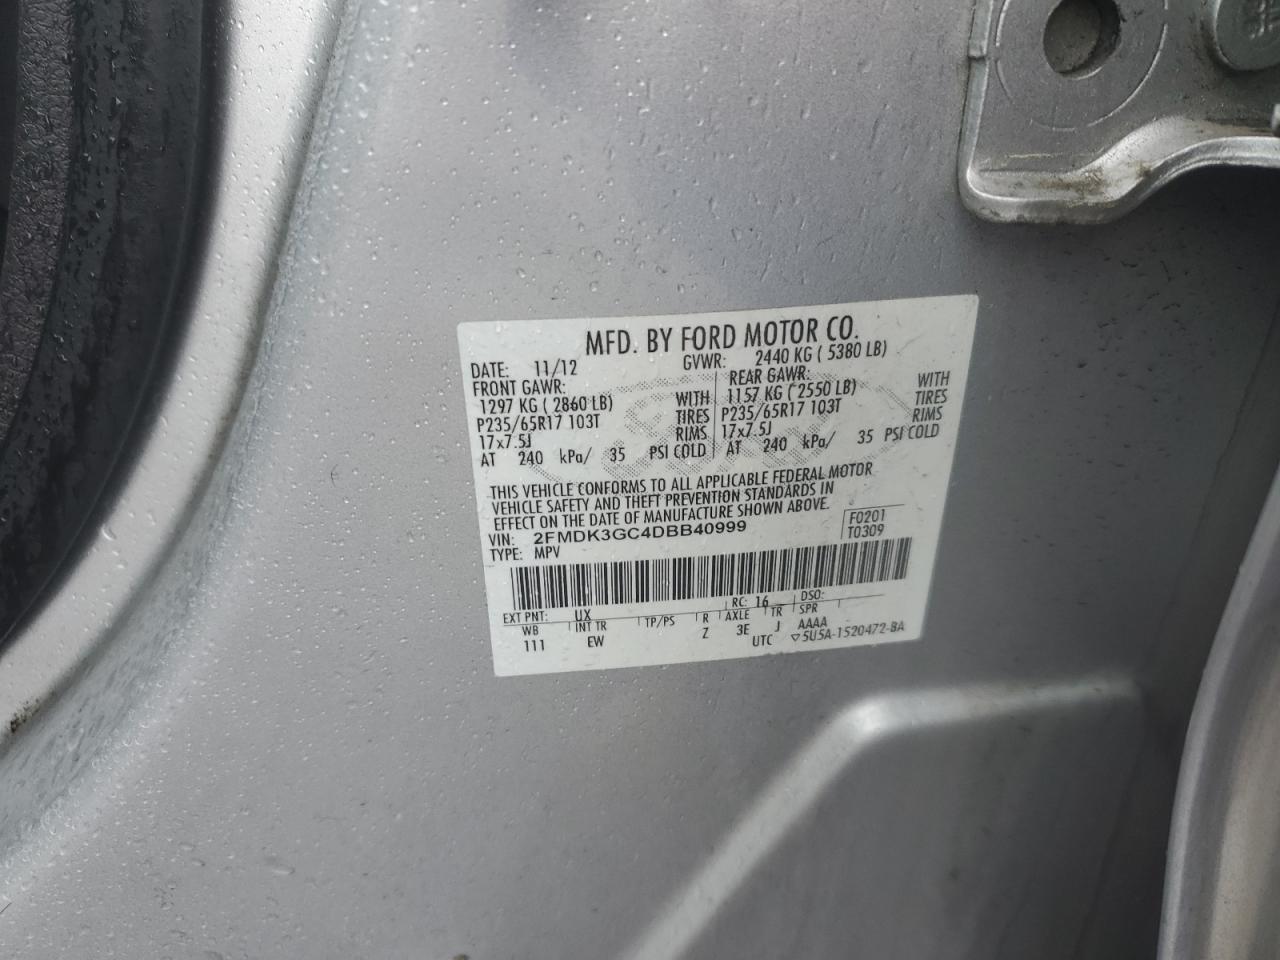 MFD. BY FORD MOTOR CO.
DATE: 11/12 GVWR: 2440 KG ( 5380 LB)
FRONT GAWR: REAR GAWR:
1297 KG ( 2860 LB) WITH 1157 KG ( 2550 LB) WITH
P235/65R17 103T TIRES P235/65R17 103T TIRES
17x7.5J RIMS 17x7.5J RIMS
AT 240 kPa/ 35 PSI COLD AT 240 kPa/ 35 PSI COLD
THIS VEHICLE CONFORMS TO ALL APPLICABLE FEDERAL MOTOR
VEHICLE SAFETY AND THEFT PREVENTION STANDARDS IN
EFFECT ON THE DATE OF MANUFACTURE SHOWN ABOVE.
VIN: 2FMDK3GC4DBB40999 F0201
TYPE: MPV T0309
EXT PNT: UX RC: 16 DSO:
WB INT TR TP/PS R AXLE TR SPR
111 EW Z 3E J AAAA
UTC ▽5U5A-1520472-BA